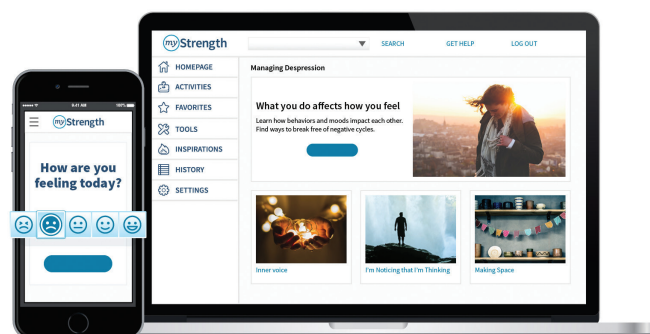 myStrength
SEARCH
GET HELP
LOG OUT
HOMEPAGE
ACTIVITIES
FAVORITES
TOOLS
INSPIRATIONS
HISTORY
SETTINGS
Managing Despression
What you do affects how you feel
Learn how behaviors and moods impact each other.
Find ways to break free of negative cycles.
Inner voice
I'm Noticing that I'm Thinking
Making Space
9:41 AM
100%
myStrength
How are you
feeling today?